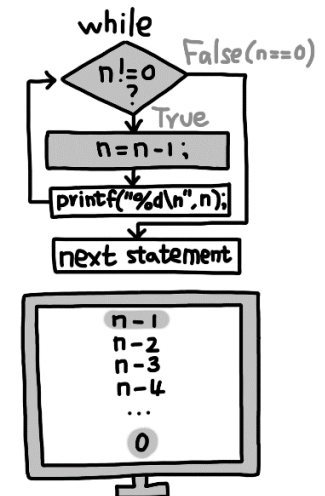 while
n!=0
?
False(n==0)
True
n=n-1;
printf("%d\n",n);
next statement
n-1
n-2
n-3
n-4
...
0